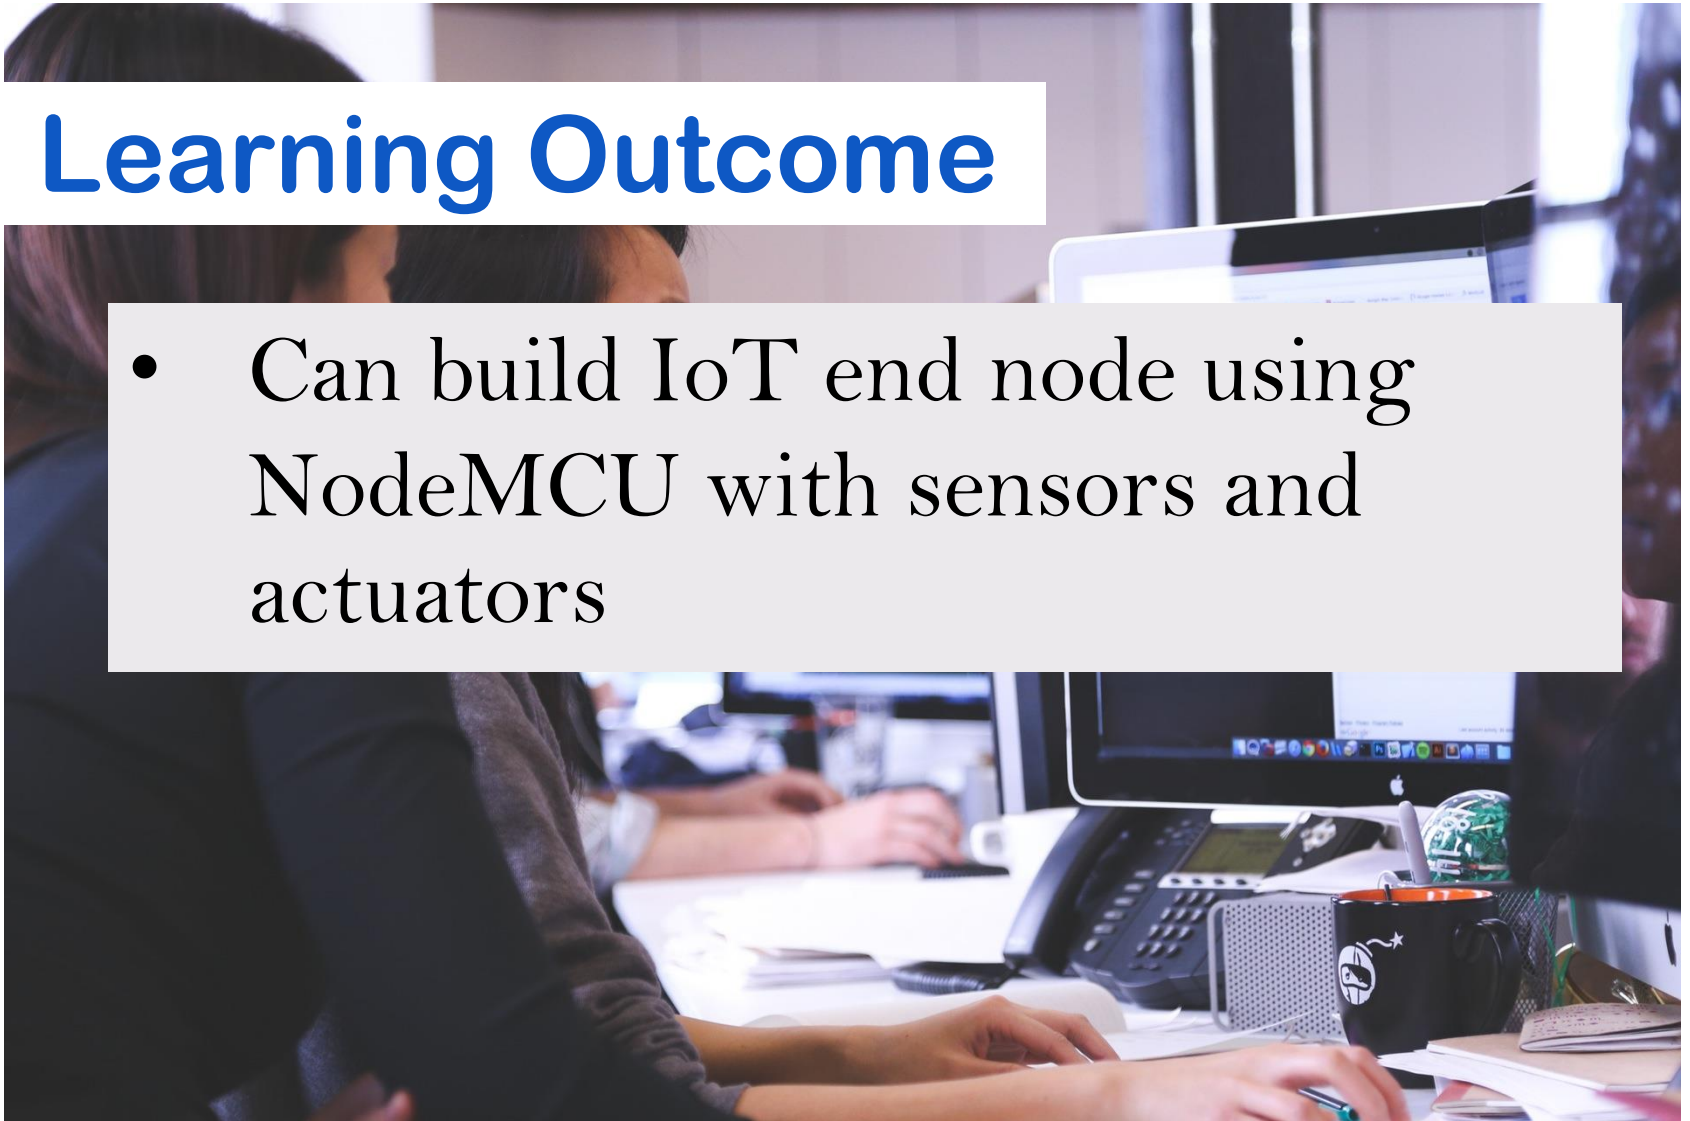 Learning Outcome
• Can build IoT end node using
NodeMCU with sensors and
actuators